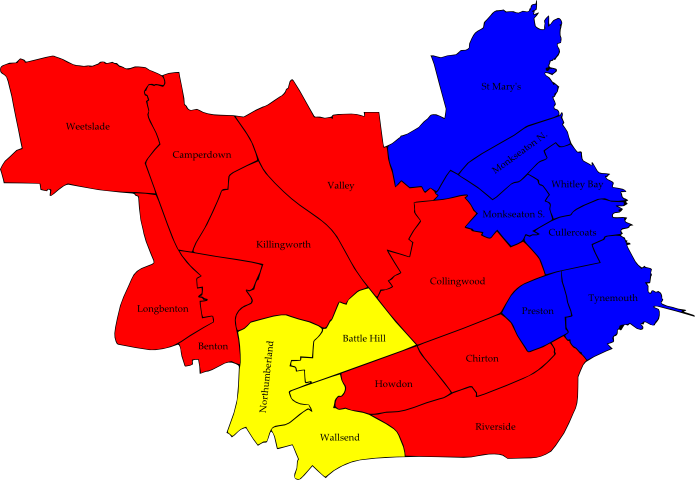 St Mary's
Weetslade
Monkseaton N.
Camperdown
Valley
Whitley Bay
Monkseaton S.
Cullercoats
Killingworth
Collingwood
Tynemouth
Longbenton
Preston
Battle Hill
Benton
Chirton
Northumberland
Howdon
Riverside
Wallsend